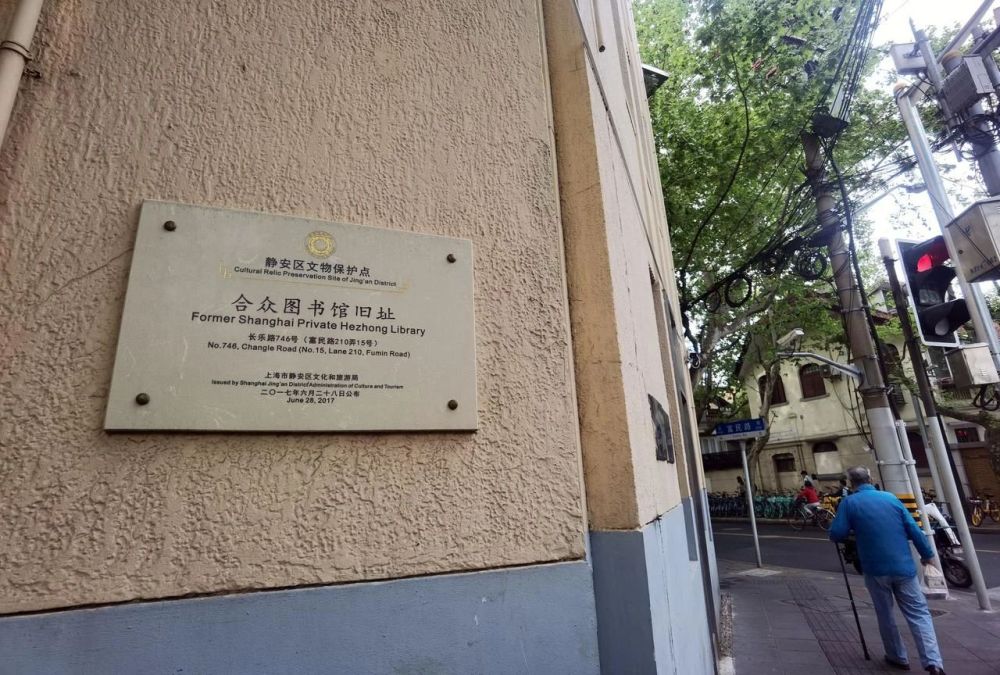 静安区文物保护点
Cultural Relic Preservation Site of Jing'an District
合众图书馆旧址
Former Shanghai Private Hezhong Library
长乐路746号（富民路210弄15号）
No.746, Changle Road (No.15, Lane 210, Fumin Road)
上海市静安区文化和旅游局
Issued by Shanghai Jing'an District Administration of Culture and Tourism
二〇一七年六月二十八日公布
June 28, 2017
富民路